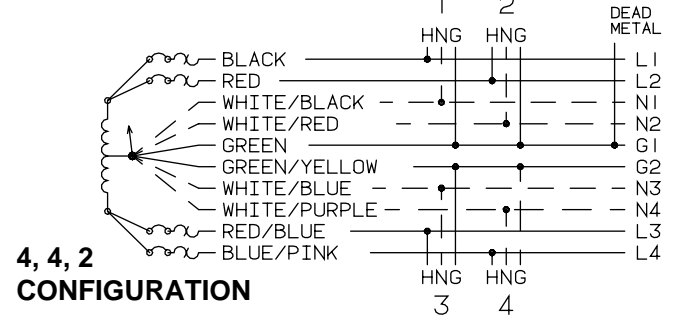 1 2
DEAD
METAL
HNG HNG
BLACK L1
RED L2
WHITE/BLACK N1
WHITE/RED N2
GREEN G1
GREEN/YELLOW G2
WHITE/BLUE N3
WHITE/PURPLE N4
RED/BLUE L3
BLUE/PINK L4
4, 4, 2
CONFIGURATION
HNG HNG
3 4